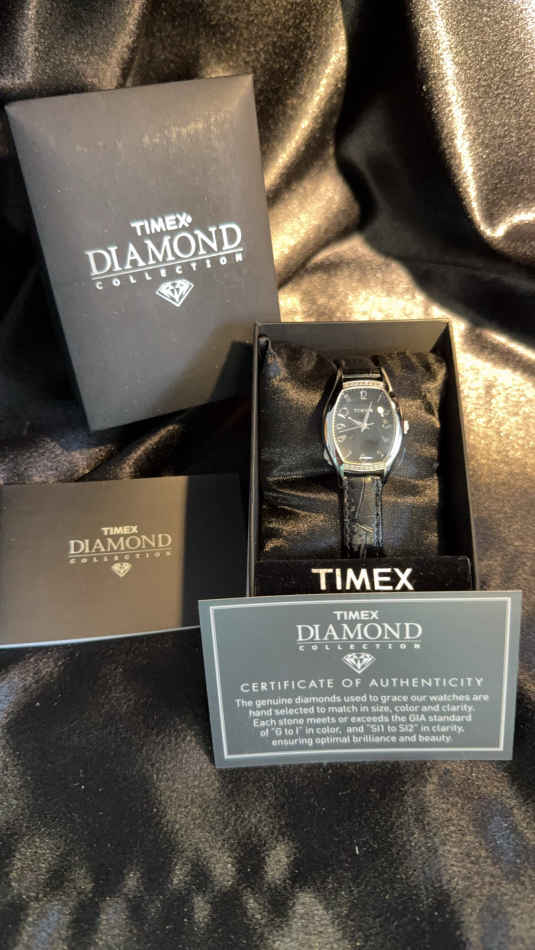 TIMEX
DIAMOND
COLLECTION
TIMEX
DIAMOND
COLLECTION
TIMEX
TIMEX
TIMEX
DIAMOND
COLLECTION
CERTIFICATE OF AUTHENTICITY
The genuine diamonds used to grace our watches are
hand selected to match in size, color and clarity.
Each stone meets or exceeds the GIA standard
of "G to I" in color, and "SI1 to SI2" in clarity,
ensuring optimal brilliance and beauty.